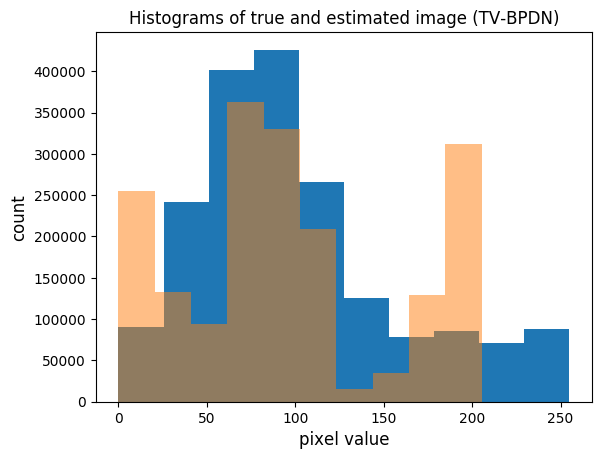 Histograms of true and estimated image (TV-BPDN)
400000
350000
300000
250000
200000
150000
100000
50000
0
count
0 50 100 150 200 250
pixel value